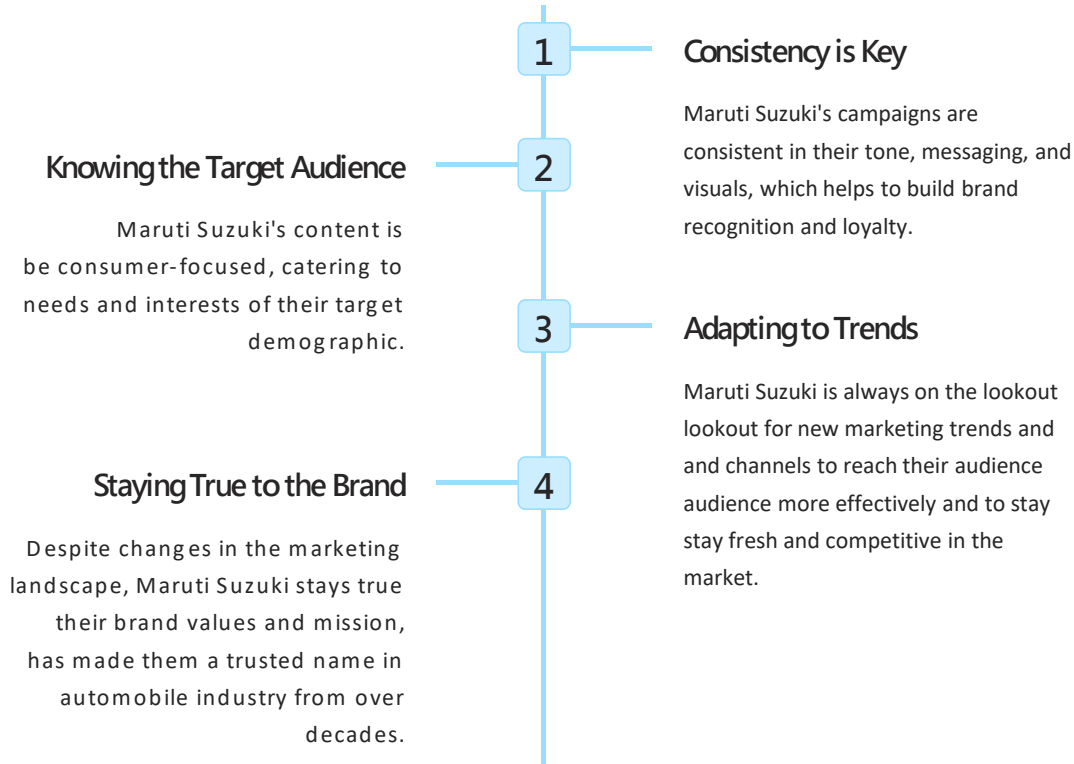 1
Consistency is Key
Maruti Suzuki's campaigns are
consistent in their tone, messaging, and
visuals, which helps to build brand
recognition and loyalty.
2
Knowing the Target Audience
Maruti Suzuki's content is
be consumer-focused, catering to
needs and interests of their target
demographic.
3
Adapting to Trends
Maruti Suzuki is always on the lookout
lookout for new marketing trends and
and channels to reach their audience
audience more effectively and to stay
stay fresh and competitive in the
market.
4
Staying True to the Brand
Despite changes in the marketing
landscape, Maruti Suzuki stays true
their brand values and mission,
has made them a trusted name in
automobile industry from over
decades.